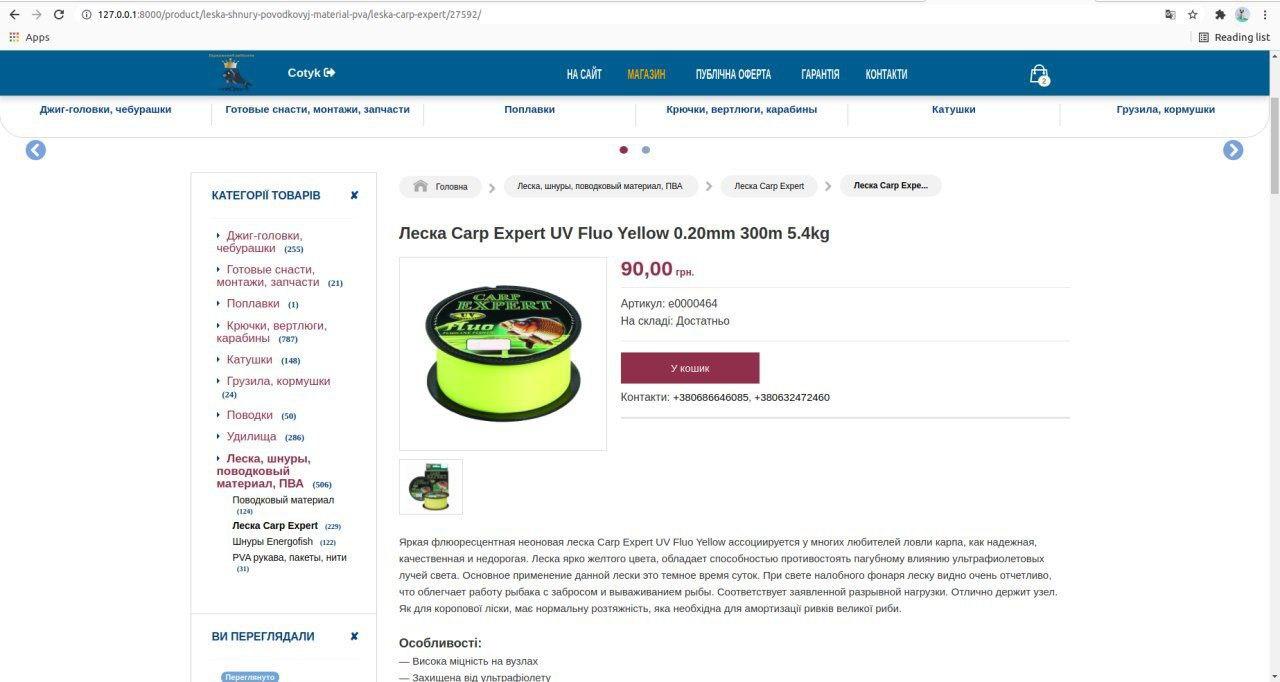 127.0.0.1:8000/product/leska-shnury-povodkovyj-material-pva/leska-carp-expert/27592/
Apps
Reading list
Cotyk
НА САЙТ
МАГАЗИН
ПУБЛІЧНА ОФЕРТА
ГАРАНТІЯ
КОНТАКТИ
2
Джиг-головки, чебурашки
Готовые снасти, монтажи, запчасти
Поплавки
Крючки, вертлюги, карабины
Катушки
Грузила, кормушки
КАТЕГОРІЇ ТОВАРІВ
Джиг-головки,
чебурашки (255)
Готовые снасти,
монтажи, запчасти (21)
Поплавки (1)
Крючки, вертлюги,
карабины (787)
Катушки (148)
Грузила, кормушки
(24)
Поводки (50)
Удилища (286)
Леска, шнуры,
поводковый
материал, ПВА (506)
Поводковый материал
(124)
Леска Carp Expert (229)
Шнуры Energofish (122)
PVA рукава, пакеты, нити
(31)
ВИ ПЕРЕГЛЯДАЛИ
Переглянуто
Головна
Леска, шнуры, поводковый материал, ПВА
Леска Carp Expert
Леска Carp Expe...
Леска Carp Expert UV Fluo Yellow 0.20mm 300m 5.4kg
CARP
EXPERT
UV
Fluo
90,00 грн.
Артикул: e0000464
На складі: Достатньо
У кошик
Контакти: +380686646085, +380632472460
Яркая флюоресцентная неоновая леска Carp Expert UV Fluo Yellow ассоциируется у многих любителей ловли карпа, как надежная,
качественная и недорогая. Леска ярко желтого цвета, обладает способностью противостоять пагубному влиянию ультрафиолетовых
лучей света. Основное применение данной лески это темное время суток. При свете налобного фонаря леску видно очень отчетливо,
что облегчает работу рыбака с забросом и вываживанием рыбы. Соответствует заявленной разрывной нагрузки. Отлично держит узел.
Як для коропової ліски, має нормальну розтяжність, яка необхідна для амортизації ривків великої риби.
Особливості:
— Висока міцність на вузлах
— Захищена від ультрафіолету